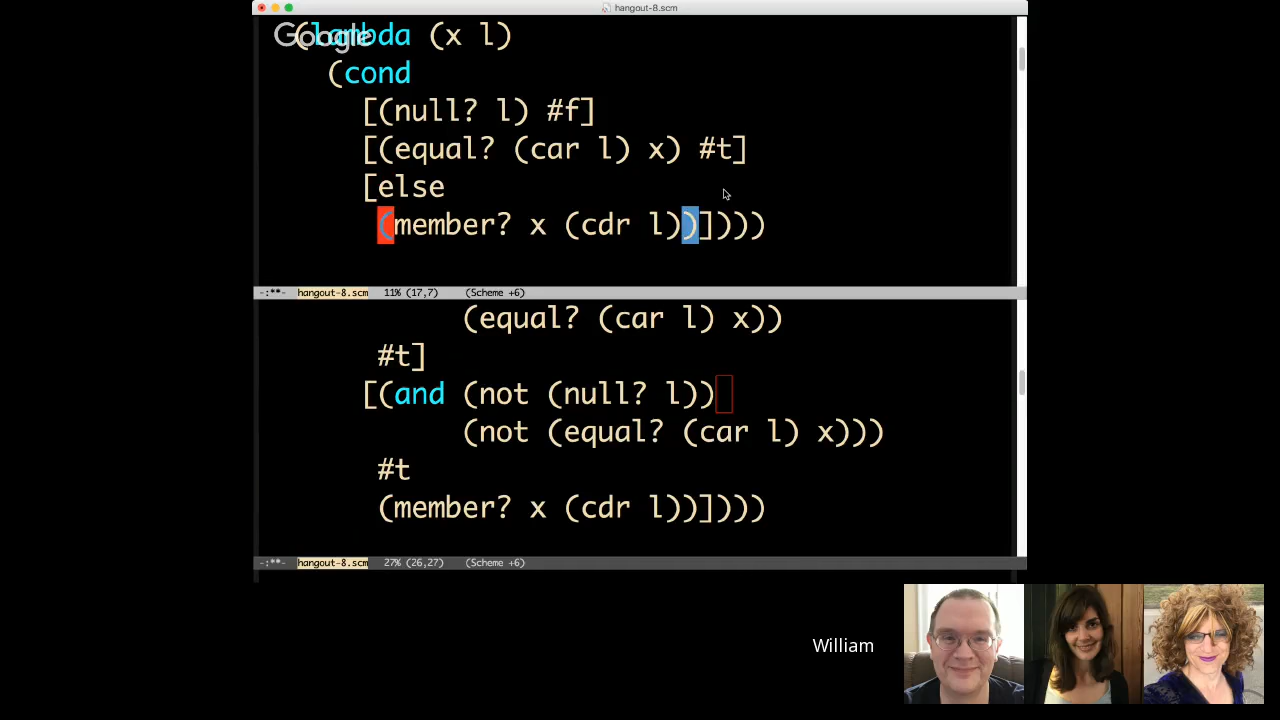 hangout-8.scm
Google
(lambda (x l)
(cond
[(null? l) #f]
[(equal? (car l) x) #t]
[else
(member? x (cdr l))])))
-:**- hangout-8.scm 11% (17,7) (Scheme +6)
(equal? (car l) x))
#t]
[(and (not (null? l))
(not (equal? (car l) x)))
#t
(member? x (cdr l))])))
-:**- hangout-8.scm 27% (26,27) (Scheme +6)
William